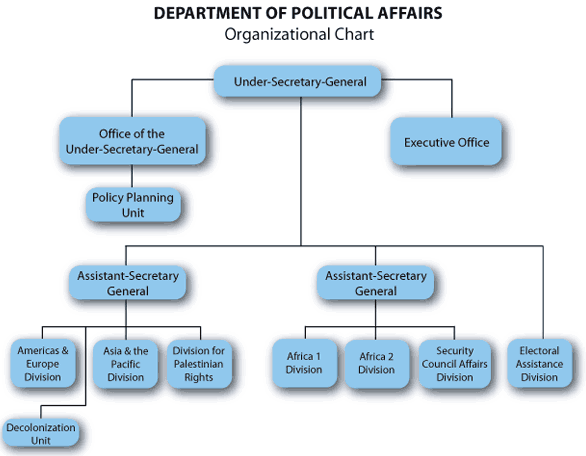 DEPARTMENT OF POLITICAL AFFAIRS
Organizational Chart
Under-Secretary-General
Office of the
Under-Secretary-General
Executive Office
Policy Planning
Unit
Assistant-Secretary
General
Assistant-Secretary
General
Americas &
Europe
Division
Asia & the
Pacific
Division
Division for
Palestinian
Rights
Africa 1
Division
Africa 2
Division
Security
Council Affairs
Division
Electoral
Assistance
Division
Decolonization
Unit